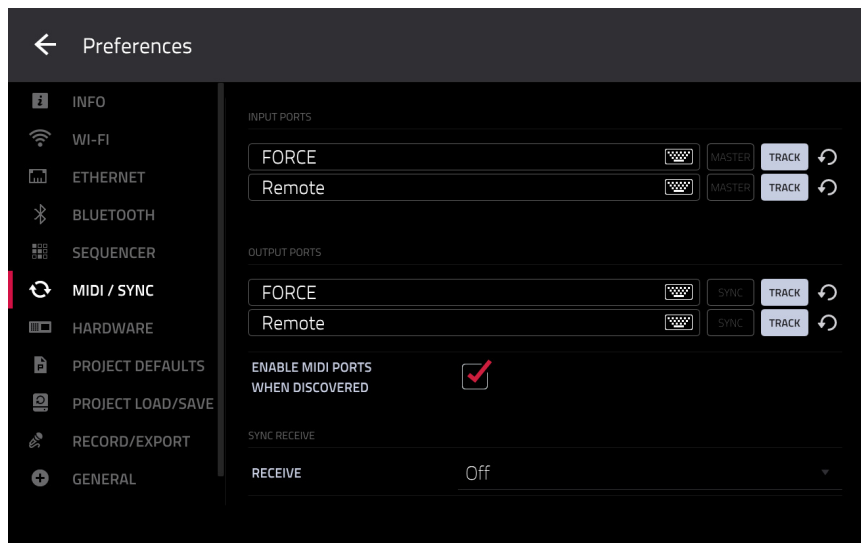 Preferences
INFO
WI-FI
ETHERNET
BLUETOOTH
SEQUENCER
MIDI / SYNC
HARDWARE
PROJECT DEFAULTS
PROJECT LOAD/SAVE
RECORD/EXPORT
GENERAL
INPUT PORTS
FORCE MASTER TRACK
Remote MASTER TRACK
OUTPUT PORTS
FORCE SYNC TRACK
Remote SYNC TRACK
ENABLE MIDI PORTS
WHEN DISCOVERED
SYNC RECEIVE
RECEIVE Off